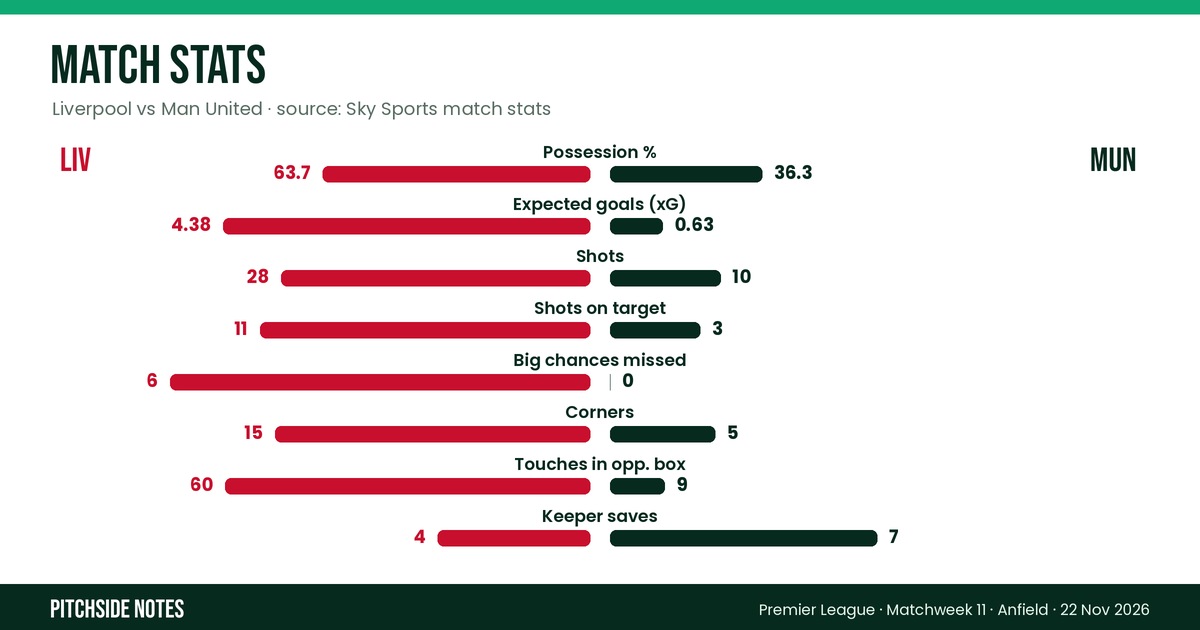 MATCH STATS
Liverpool vs Man United · source: Sky Sports match stats
LIV
MUN
Possession %
63.7 36.3
Expected goals (xG)
4.38 0.63
Shots
28 10
Shots on target
11 3
Big chances missed
6 0
Corners
15 5
Touches in opp. box
60 9
Keeper saves
4 7
PITCHSIDE NOTES
Premier League · Matchweek 11 · Anfield · 22 Nov 2026